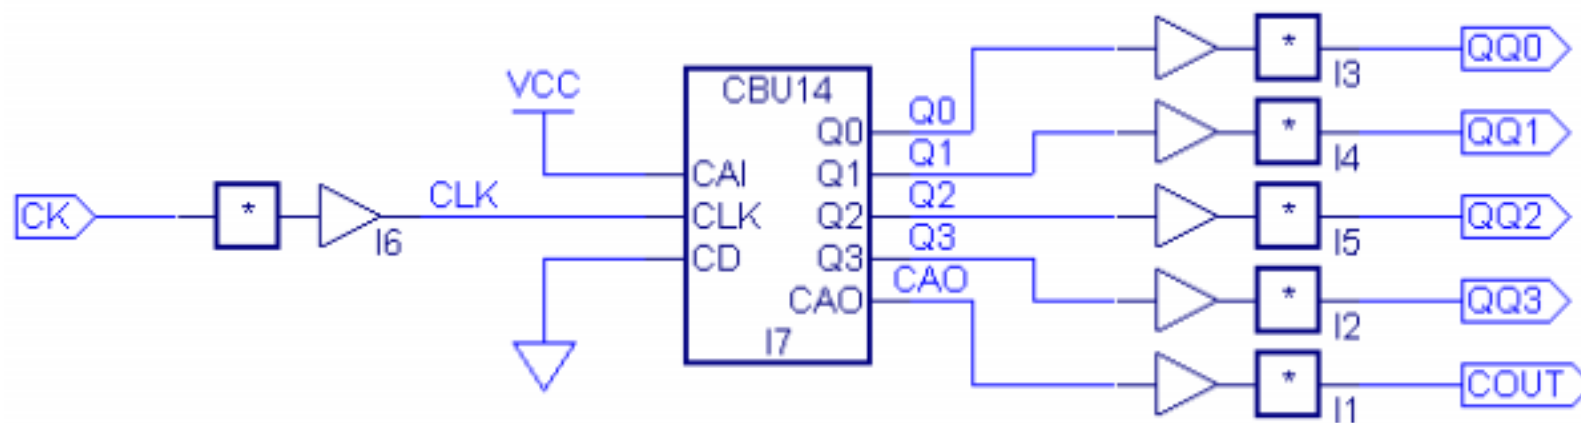 CK
*
I6
CLK
VCC
CBU14
CAI
CLK
CD
Q0
Q1
Q2
Q3
CAO
I7
Q0
Q1
Q2
Q3
CAO
*
I3
QQ0
*
I4
QQ1
*
I5
QQ2
*
I2
QQ3
*
I1
COUT